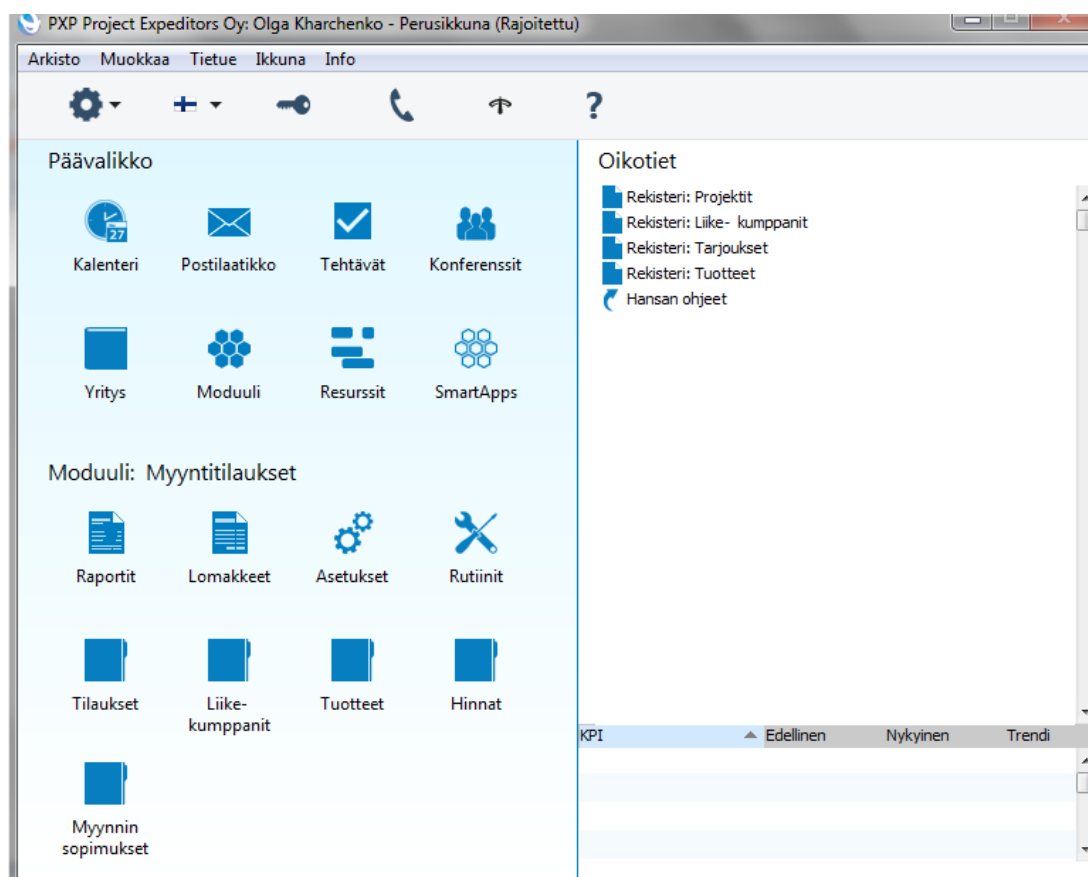 PXP Project Expeditors Oy: Olga Kharchenko - Perusikkuna (Rajoitettu)
Arkisto Muokkaa Tietue Ikkuna Info
?
Päävalikko
27
Kalenteri Postilaatikko Tehtävät Konferenssit
Yritys Moduuli Resurssit SmartApps
Moduuli: Myyntitilaukset
Raportit Lomakkeet Asetukset Rutiinit
Tilaukset Liike-
kumppanit Tuotteet Hinnat
Myynnin
sopimukset
Oikotiet
Rekisteri: Projektit
Rekisteri: Liike- kumppanit
Rekisteri: Tarjoukset
Rekisteri: Tuotteet
Hansan ohjeet
KPI Edellinen Nykyinen Trendi